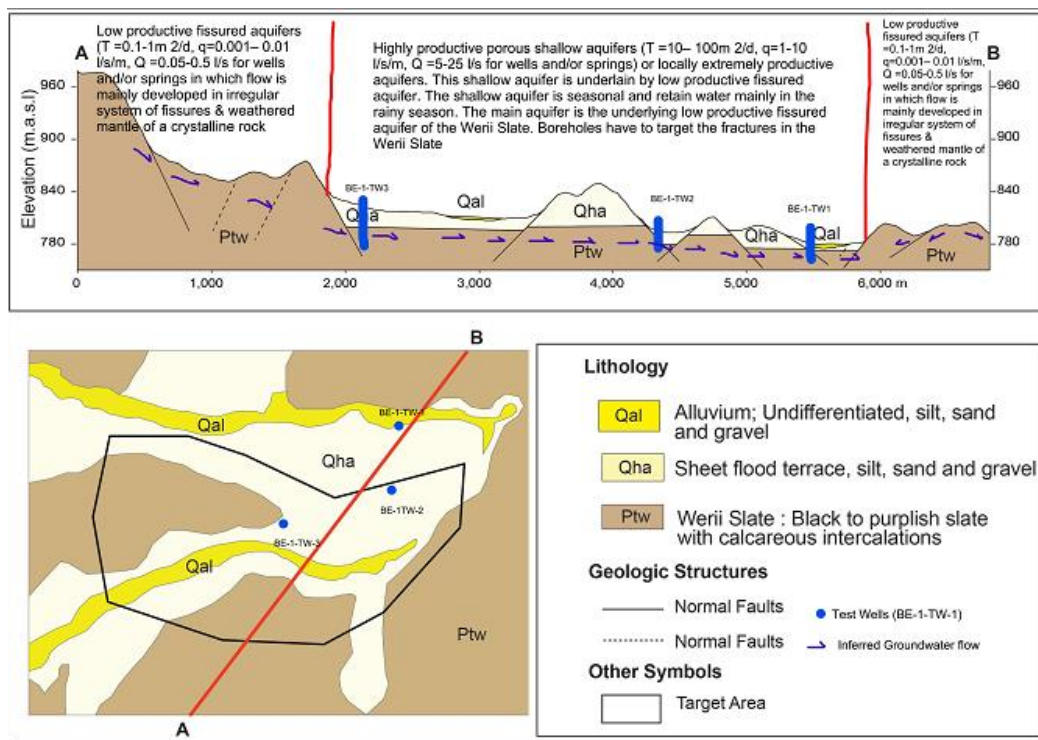 A
Low productive fissured aquifers
(T =0.1-1m 2/d, q=0.001– 0.01
l/s/m, Q =0.05-0.5 l/s for wells
and/or springs in which flow is
mainly developed in irregular
system of fissures & weathered
mantle of a crystalline rock
Highly productive porous shallow aquifers (T =10– 100m 2/d, q=1-10
l/s/m, Q =5-25 l/s for wells and/or springs) or locally extremely productive
aquifers. This shallow aquifer is underlain by low productive fissured
aquifer. The shallow aquifer is seasonal and retain water mainly in the
rainy season. The main aquifer is the underlying low productive fissured
aquifer of the Werii Slate. Boreholes have to target the fractures in the
Werii Slate
Low productive
fissured aquifers (T
=0.1-1m 2/d,
q=0.001– 0.01 l/s/m,
Q =0.05-0.5 l/s for
wells and/or springs
in which flow is
mainly developed in
irregular system of
fissures &
weathered mantle of
a crystalline rock
B
Elevation (m.a.s.l)
960
900
840
780
960
900
840
780
BE-1-TW3
BE-1-TW2
BE-1-TW1
Qha
Qal
Qha
Qha
Qal
Ptw
Ptw
Ptw
0
1,000
2,000
3,000
4,000
5,000
6,000 m
B
Qal
BE-1-TW-1
Qha
BE-1TW-2
BE-1-TW-3
Qal
Ptw
A
Lithology
Qal
Alluvium; Undifferentiated, silt, sand
and gravel
Qha
Sheet flood terrace, silt, sand and gravel
Ptw
Werii Slate : Black to purplish slate
with calcareous intercalations
Geologic Structures
Normal Faults
Test Wells (BE-1-TW-1)
Normal Faults
Inferred Groundwater flow
Other Symbols
Target Area